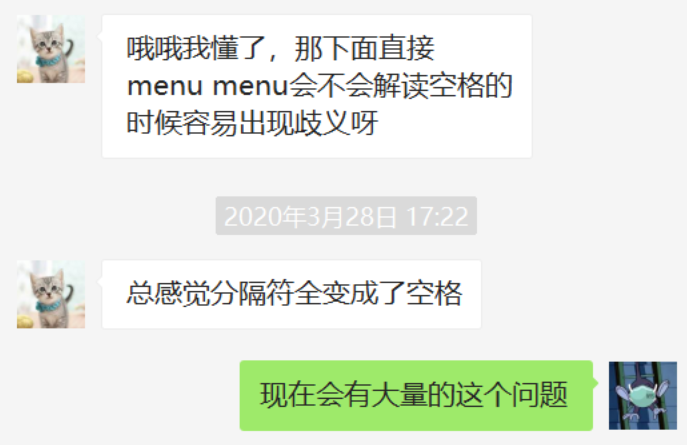 哦哦我懂了，那下面直接
menu menu会不会解读空格的
时候容易出现歧义呀
2020年3月28日 17:22
总感觉分隔符全变成了空格
现在会有大量的这个问题